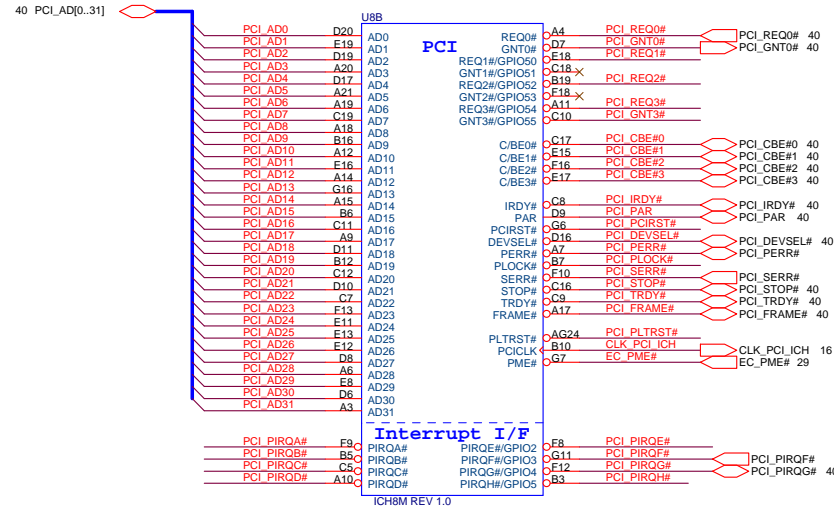 40 PCI_AD[0..31]
U8B
PCI
PCI_AD0 D20 AD0 REQ0# A4 PCI_REQ0# PCI_REQ0# 40
PCI_AD1 E19 AD1 GNT0# D7 PCI_GNT0# PCI_GNT0# 40
PCI_AD2 D19 AD2 REQ1#/GPIO50 E18 PCI_REQ1#
PCI_AD3 A20 AD3 GNT1#/GPIO51 C18
PCI_AD4 D17 AD4 REQ2#/GPIO52 B19 PCI_REQ2#
PCI_AD5 A21 AD5 GNT2#/GPIO53 F18
PCI_AD6 A19 AD6 REQ3#/GPIO54 A11 PCI_REQ3#
PCI_AD7 C19 AD7 GNT3#/GPIO55 C10 PCI_GNT3#
PCI_AD8 A18 AD8
PCI_AD9 B16 AD9 C/BE0# C17 PCI_CBE#0 PCI_CBE#0 40
PCI_AD10 A12 AD10 C/BE1# E15 PCI_CBE#1 PCI_CBE#1 40
PCI_AD11 E16 AD11 C/BE2# F16 PCI_CBE#2 PCI_CBE#2 40
PCI_AD12 A14 AD12 C/BE3# E17 PCI_CBE#3 PCI_CBE#3 40
PCI_AD13 G16 AD13
PCI_AD14 A15 AD14 IRDY# C8 PCI_IRDY# PCI_IRDY# 40
PCI_AD15 B6 AD15 PAR D9 PCI_PAR PCI_PAR 40
PCI_AD16 C11 AD16 PCIRST# G6 PCI_PCIRST#
PCI_AD17 A9 AD17 DEVSEL# D16 PCI_DEVSEL# PCI_DEVSEL# 40
PCI_AD18 D11 AD18 PERR# A7 PCI_PERR# PCI_PERR#
PCI_AD19 B12 AD19 PLOCK# B7 PCI_PLOCK#
PCI_AD20 C12 AD20 SERR# F10 PCI_SERR# PCI_SERR#
PCI_AD21 D10 AD21 STOP# C16 PCI_STOP# PCI_STOP# 40
PCI_AD22 C7 AD22 TRDY# C9 PCI_TRDY# PCI_TRDY# 40
PCI_AD23 F13 AD23 FRAME# A17 PCI_FRAME# PCI_FRAME# 40
PCI_AD24 E11 AD24
PCI_AD25 E13 AD25 PLTRST# AG24 PCI_PLTRST#
PCI_AD26 E12 AD26 PCICLK B10 CLK_PCI_ICH CLK_PCI_ICH 16
PCI_AD27 D8 AD27 PME# G7 EC_PME# EC_PME# 29
PCI_AD28 A6 AD28
PCI_AD29 E8 AD29
PCI_AD30 D6 AD30
PCI_AD31 A3 AD31
Interrupt I/F
PCI_PIRQA# F9 PIRQA# PIRQE#/GPIO2 F8 PCI_PIRQE#
PCI_PIRQB# B5 PIRQB# PIRQF#/GPIO3 G11 PCI_PIRQF# PCI_PIRQF#
PCI_PIRQC# C5 PIRQC# PIRQG#/GPIO4 F12 PCI_PIRQG# PCI_PIRQG# 40
PCI_PIRQD# A10 PIRQD# PIRQH#/GPIO5 B3 PCI_PIRQH#
ICH8M REV 1.0